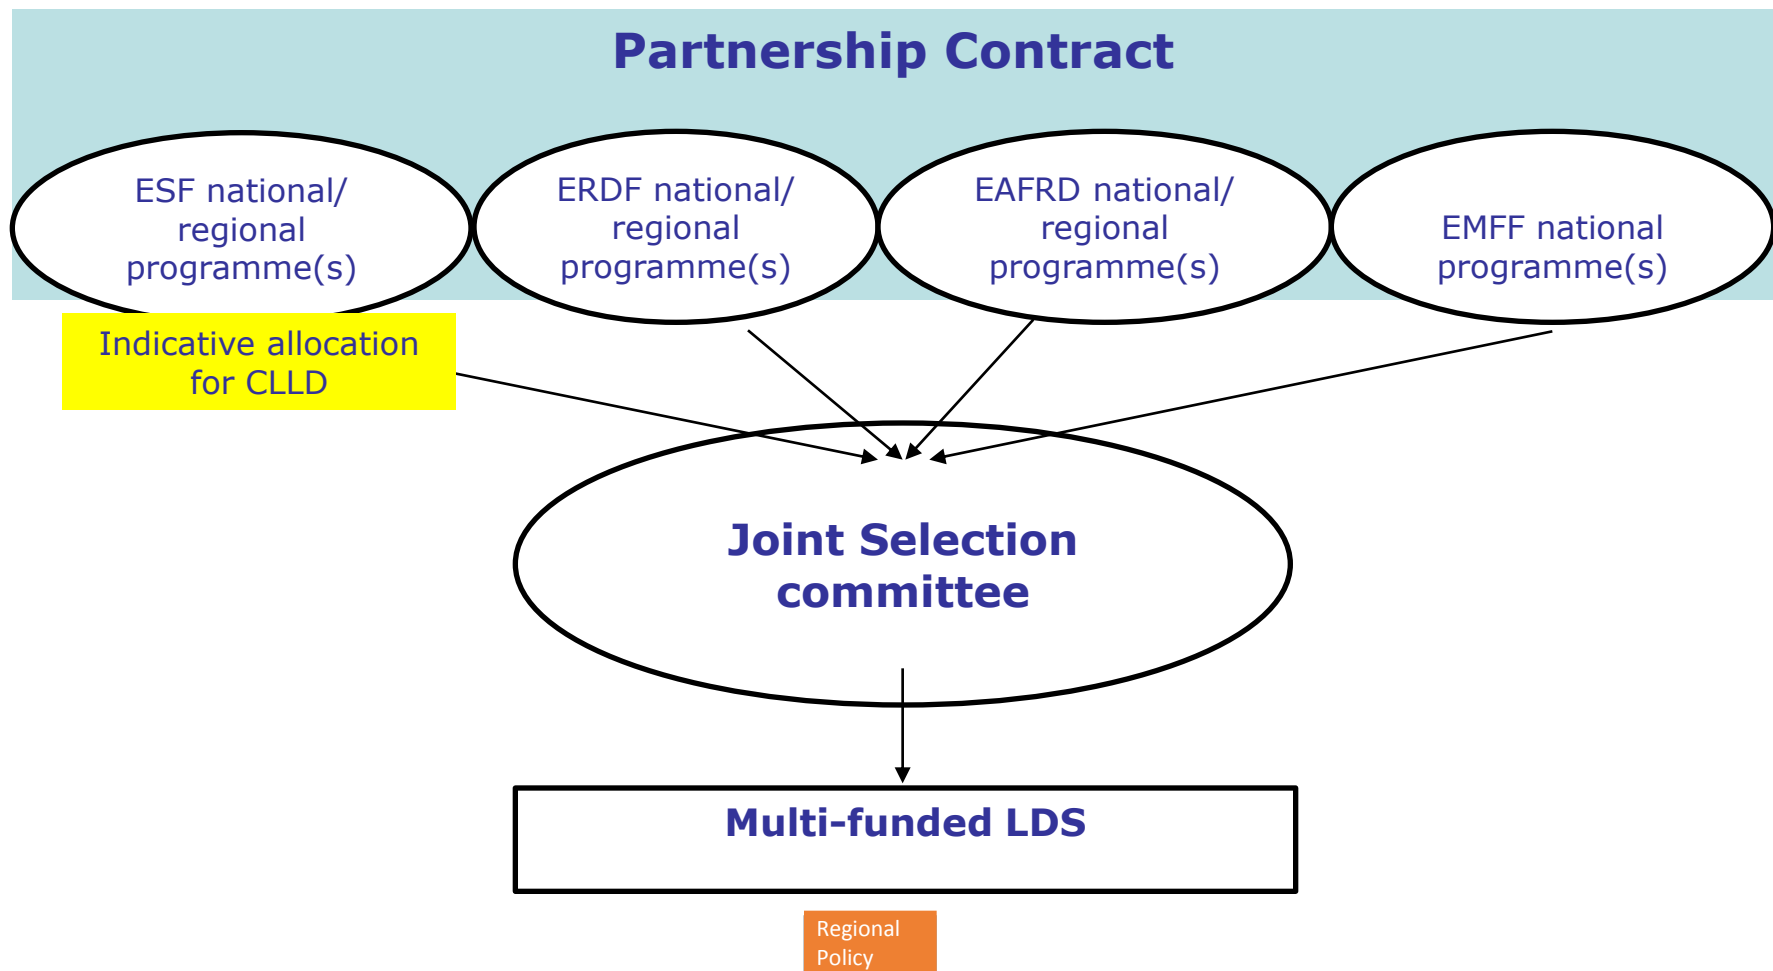 Partnership Contract
ESF national/
regional
programme(s)
ERDF national/
regional
programme(s)
EAFRD national/
regional
programme(s)
EMFF national
programme(s)
Indicative allocation
for CLLD
Joint Selection
committee
Multi-funded LDS
Regional
Policy